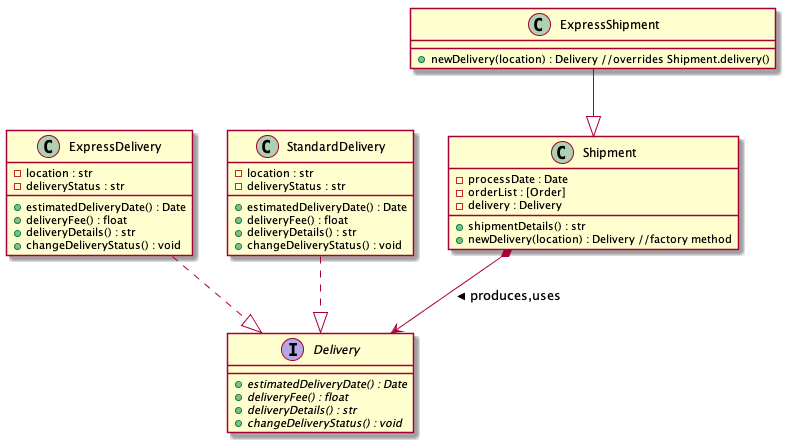 C ExpressShipment
newDelivery(location) : Delivery //overrides Shipment.delivery()
C ExpressDelivery
location : str
deliveryStatus : str
estimatedDeliveryDate() : Date
deliveryFee() : float
deliveryDetails() : str
changeDeliveryStatus() : void
C StandardDelivery
location : str
deliveryStatus : str
estimatedDeliveryDate() : Date
deliveryFee() : float
deliveryDetails() : str
changeDeliveryStatus() : void
C Shipment
processDate : Date
orderList : [Order]
delivery : Delivery
shipmentDetails() : str
newDelivery(location) : Delivery //factory method
produces,uses
I Delivery
estimatedDeliveryDate() : Date
deliveryFee() : float
deliveryDetails() : str
changeDeliveryStatus() : void